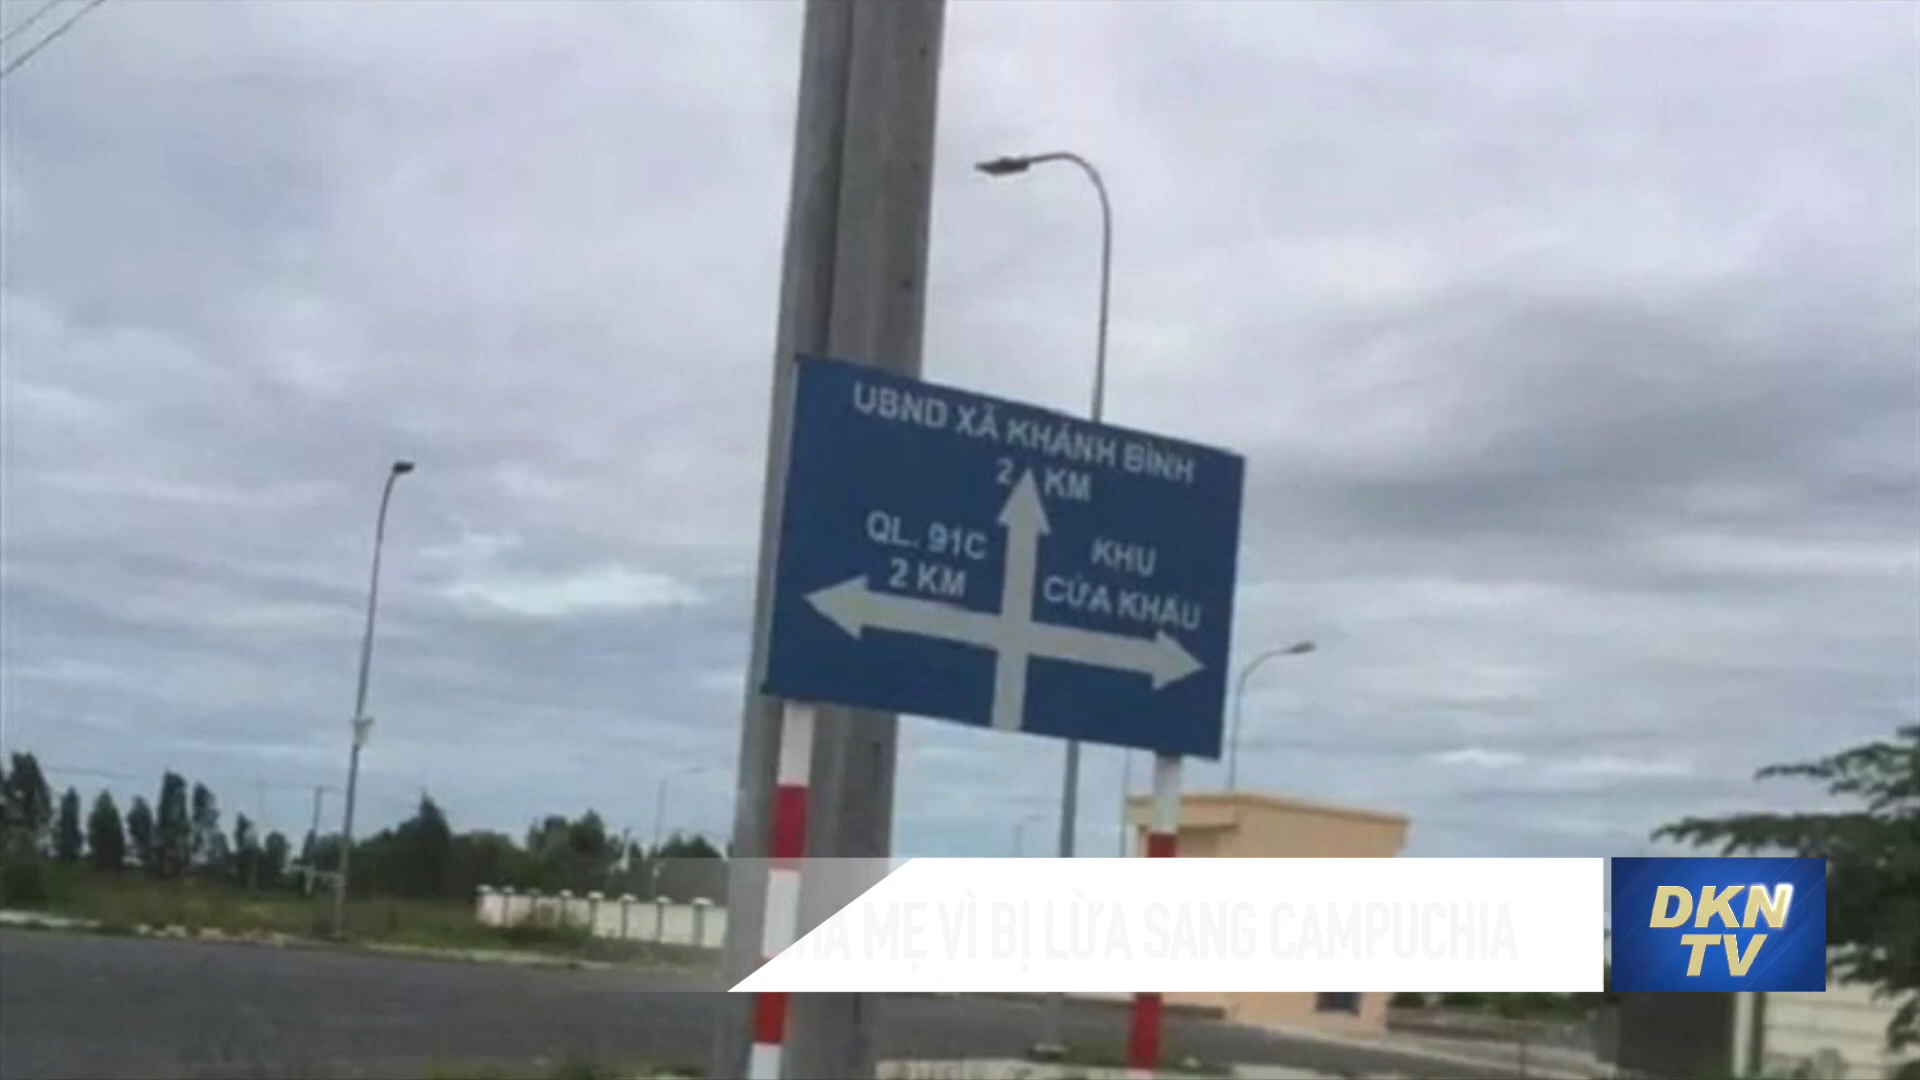 UBND XÃ KHÁNH BÌNH
2 KM
QL. 91C
2 KM
KHU
CỬA KHẨU
MẸ VÌ BỊ LỪA SANG CAMPUCHIA
DKN
TV